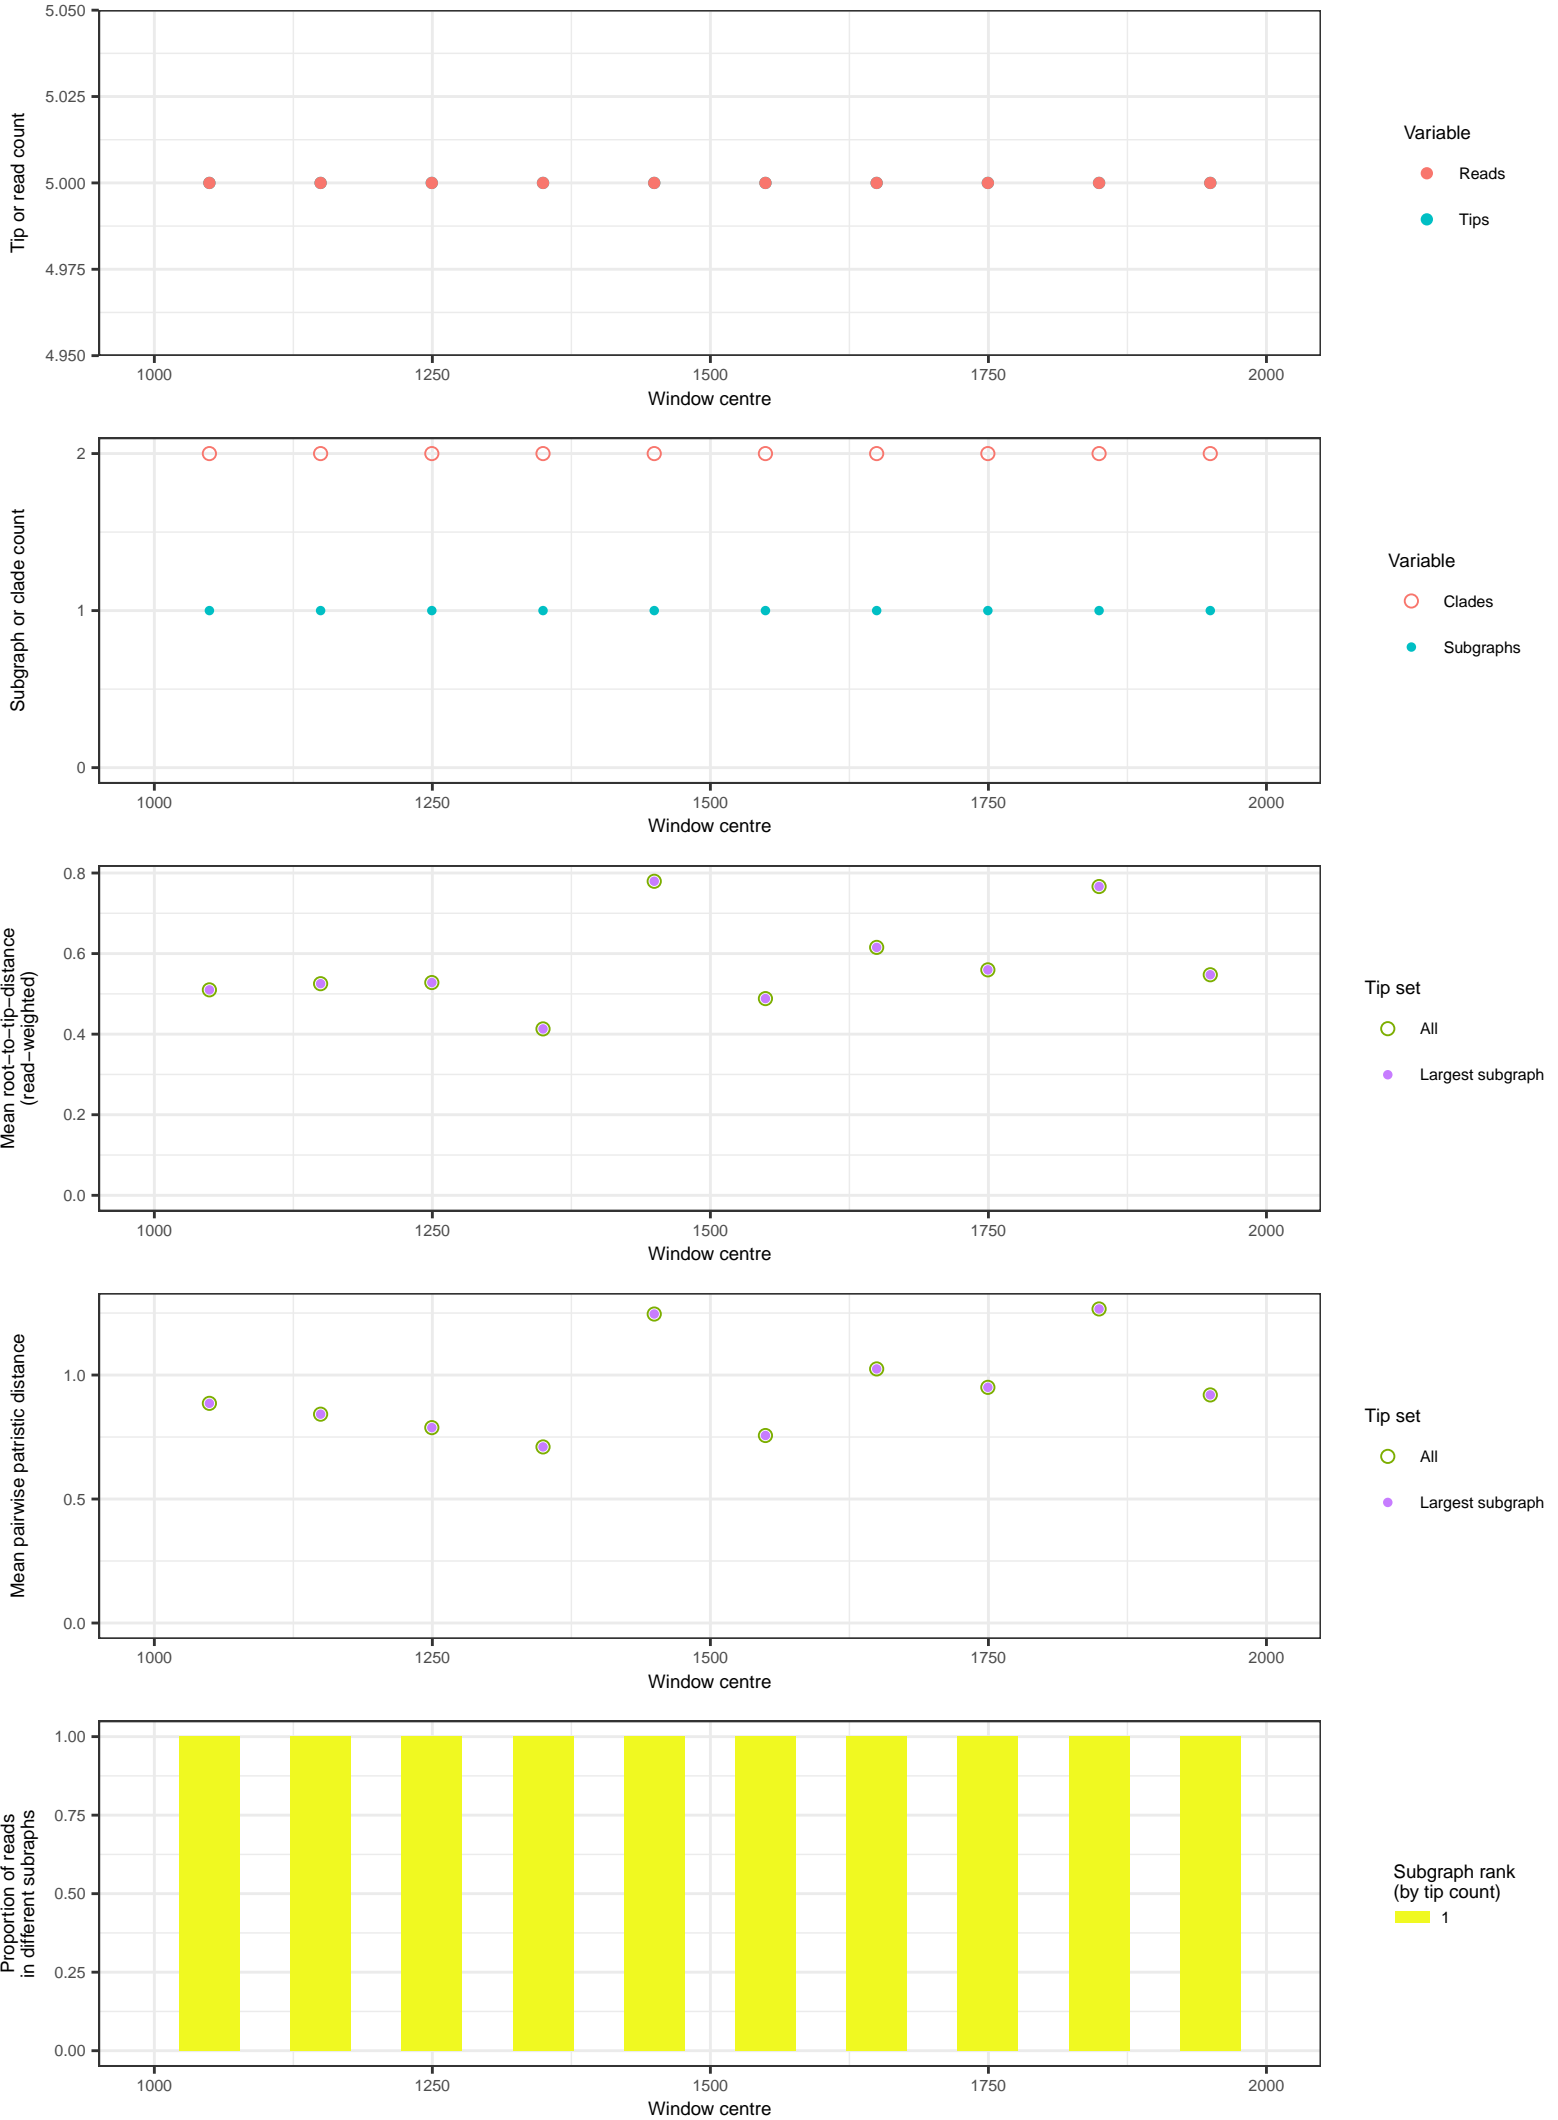 5.050
5.025
5.000
4.975
4.950
Tip or read count
1000 1250 1500 1750 2000
Window centre
Variable
Reads
Tips
2
1
0
Subgraph or clade count
1000 1250 1500 1750 2000
Window centre
Variable
Clades
Subgraphs
0.8
0.6
0.4
0.2
0.0
Mean root−to−tip−distance
(read−weighted)
1000 1250 1500 1750 2000
Window centre
Tip set
All
Largest subgraph
1.0
0.5
0.0
Mean pairwise patristic distance
1000 1250 1500 1750 2000
Window centre
Tip set
All
Largest subgraph
1.00
0.75
0.50
0.25
0.00
Proportion of reads
in different subraphs
1000 1250 1500 1750 2000
Window centre
Subgraph rank
(by tip count)
1